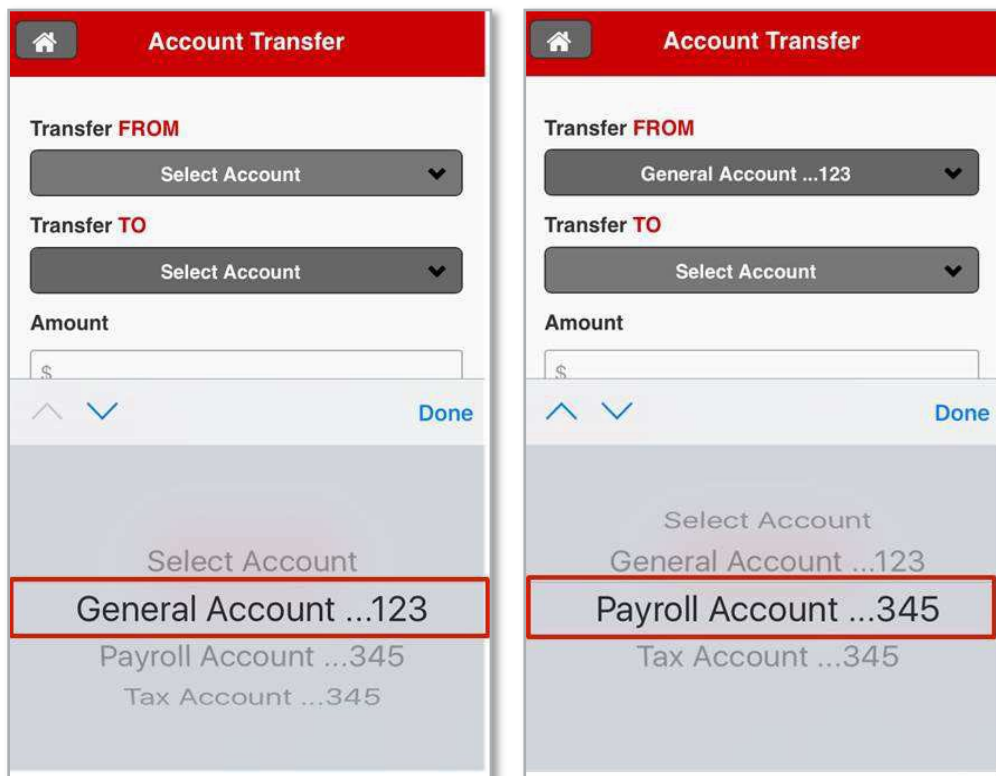 Account Transfer
Transfer FROM
Select Account
Transfer TO
Select Account
Amount
$
Done
Select Account
General Account ...123
Payroll Account ...345
Tax Account ...345
Account Transfer
Transfer FROM
General Account ...123
Transfer TO
Select Account
Amount
$
Done
Select Account
General Account ...123
Payroll Account ...345
Tax Account ...345